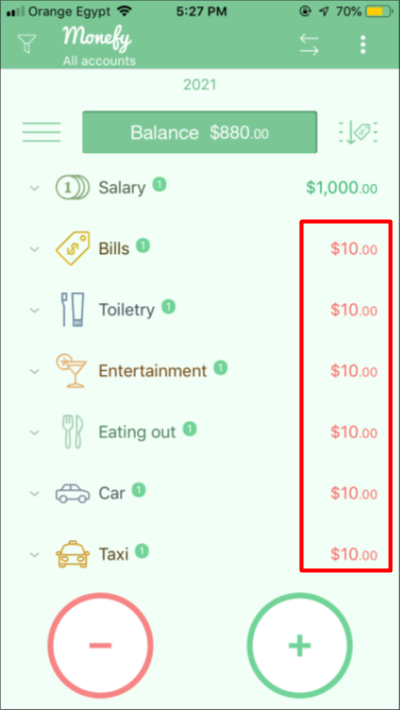 Orange Egypt 5:27 PM 70%
Monefy
All accounts
2021
Balance $880.00
1 Salary 1 $1,000.00
$ Bills 1 $10.00
Toiletry 1 $10.00
Entertainment 1 $10.00
Eating out 1 $10.00
Car 1 $10.00
Taxi 1 $10.00